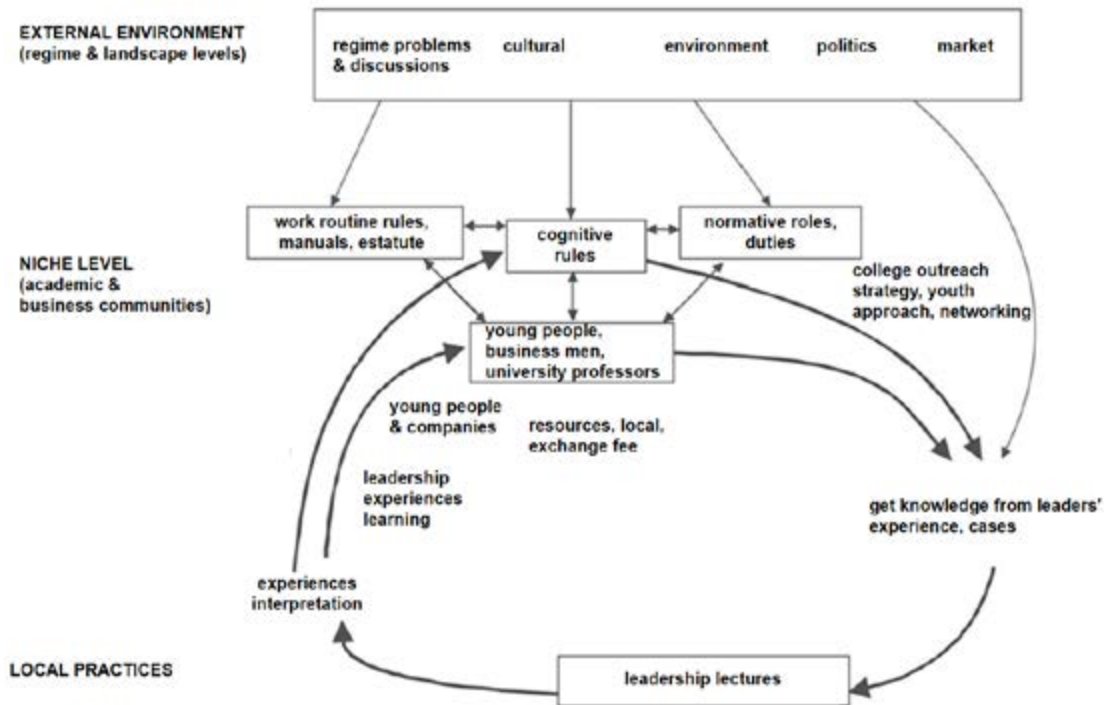 EXTERNAL ENVIRONMENT
(regime & landscape levels)
regime problems
& discussions
cultural
environment
politics
market
work routine rules,
manuals, estatute
cognitive
rules
normative roles,
duties
NICHE LEVEL
(academic &
business communities)
college outreach
strategy, youth
approach, networking
young people,
business men,
university professors
young people
& companies
resources, local,
exchange fee
leadership
experiences
learning
get knowledge from leaders'
experience, cases
experiences
interpretation
LOCAL PRACTICES
leadership lectures